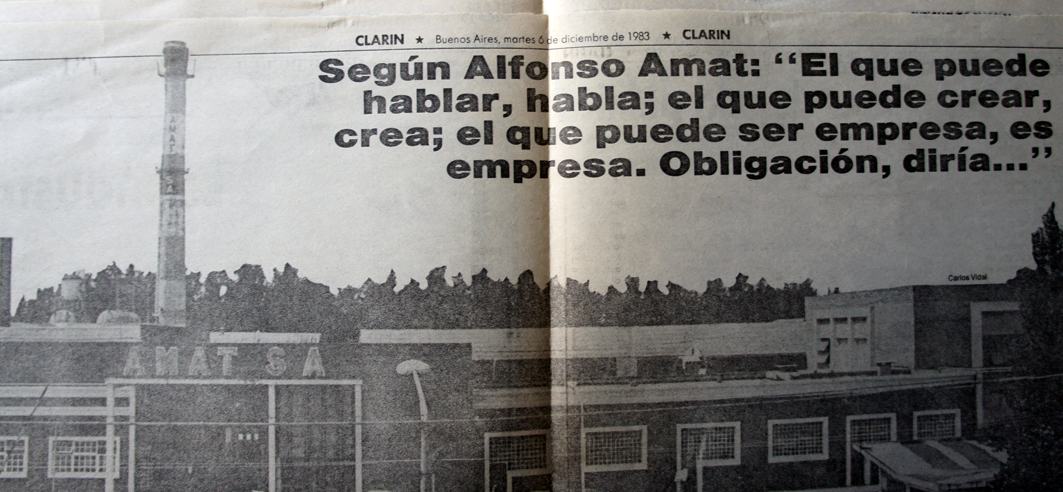 CLARIN ★ Buenos Aires, martes 6 de diciembre de 1983 ★ CLARIN
Según Alfonso Amat: “El que puede
hablar, habla; el que puede crear,
crea; el que puede ser empresa, es
empresa. Obligación, diría...”
Carlos Vidal
AMAT
AMAT S A